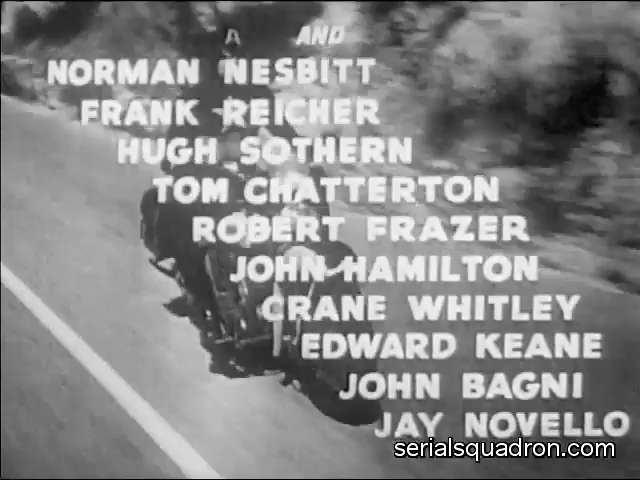 AND
NORMAN NESBITT
FRANK REICHER
HUGH SOTHERN
TOM CHATTERTON
ROBERT FRAZER
JOHN HAMILTON
CRANE WHITLEY
EDWARD KEANE
JOHN BAGNI
JAY NOVELLO
serialsquadron.com